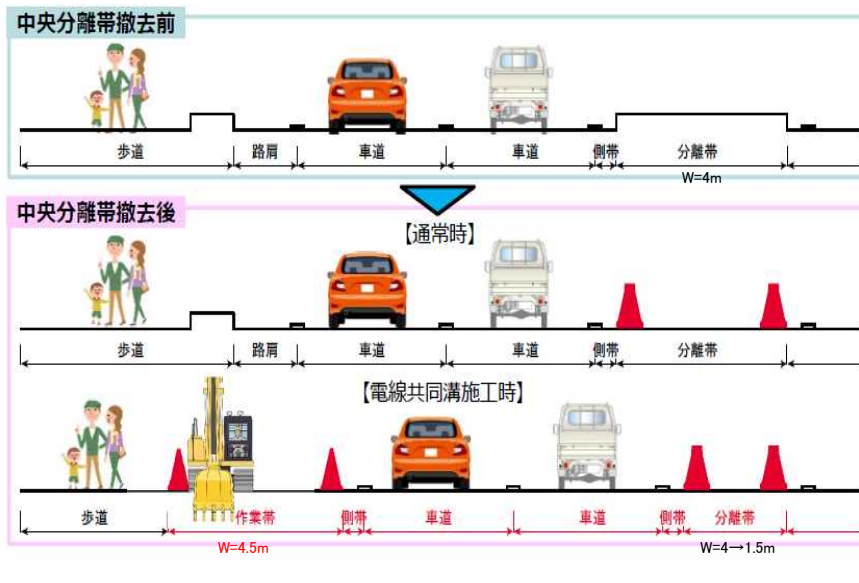 中央分離帯撤去前
歩道 路肩 車道 車道 側帯 分離帯
W=4m
中央分離帯撤去後
【通常時】
歩道 路肩 車道 車道 側帯 分離帯
【電線共同溝施工時】
歩道 作業帯 側帯 車道 車道 側帯 分離帯
W=4.5m W=4→1.5m